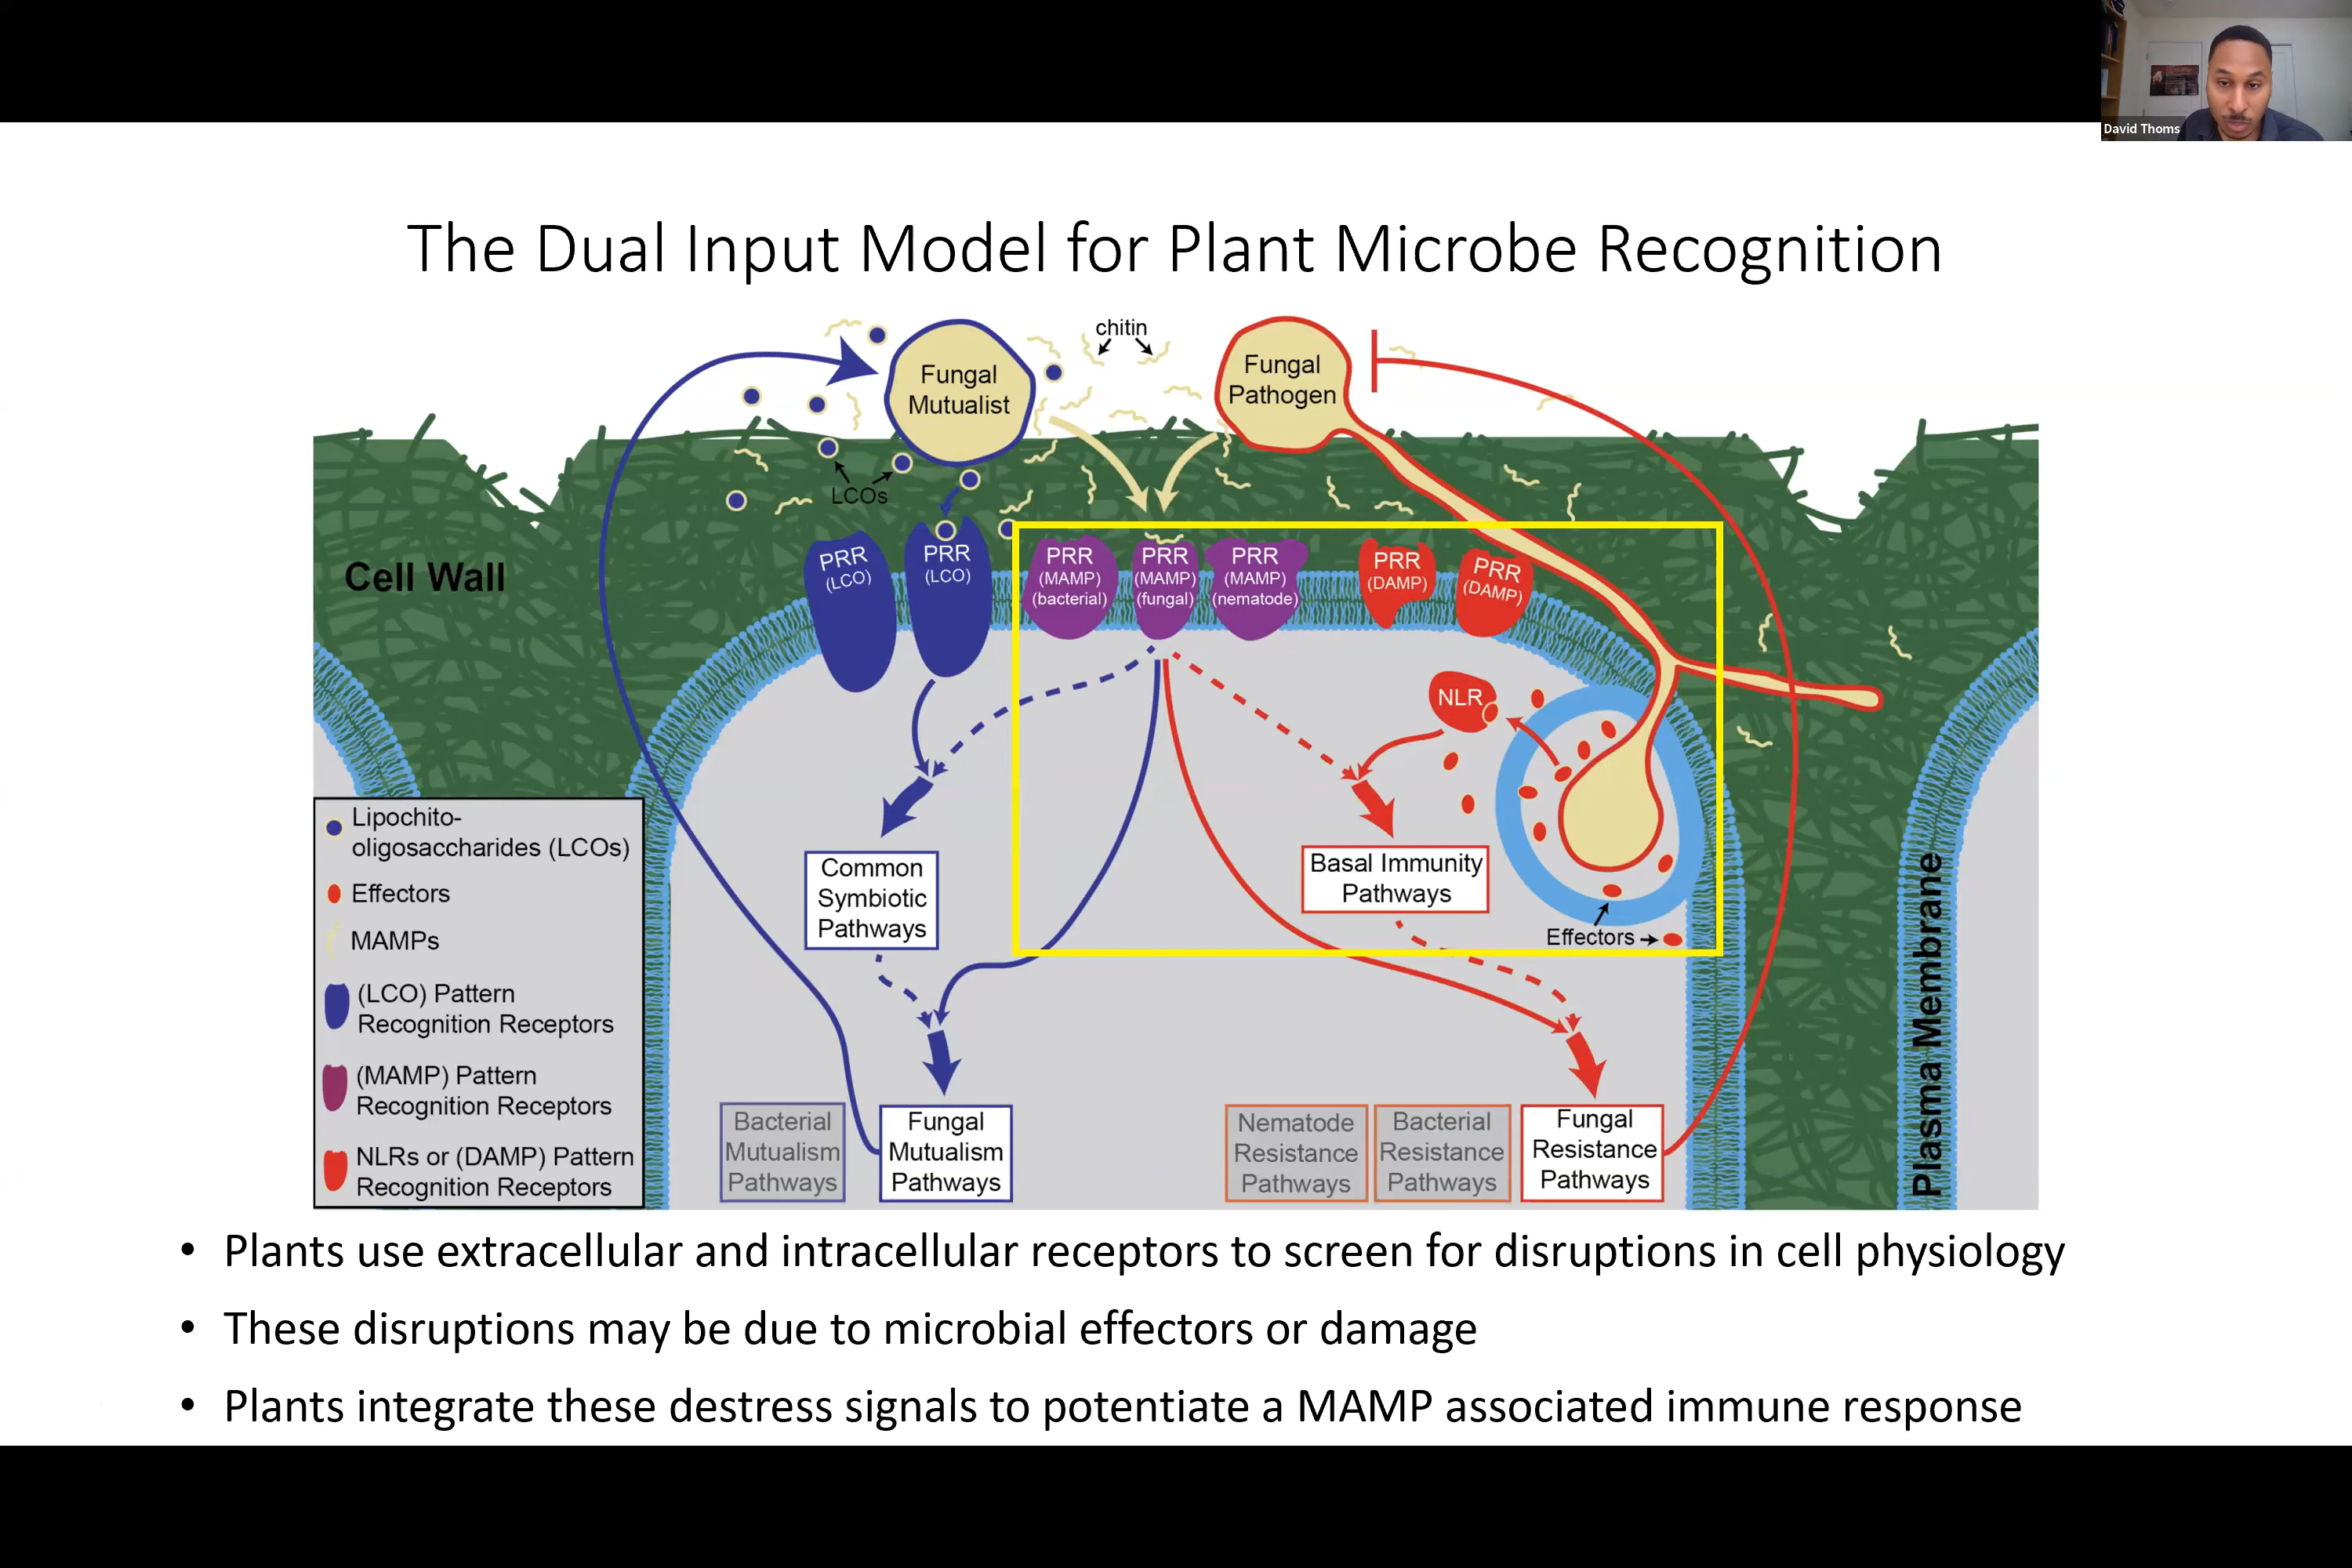 David Thoms
The Dual Input Model for Plant Microbe Recognition
chitin
Fungal
Mutualist
Fungal
Pathogen
LCOs
Cell Wall
PRR
(LCO)
PRR
(LCO)
PRR
(MAMP)
(bacterial)
PRR
(MAMP)
(fungal)
PRR
(MAMP)
(nematode)
PRR
(DAMP)
PRR
(DAMP)
NLR
Common
Symbiotic
Pathways
Basal Immunity
Pathways
Effectors
Plasma Membrane
Lipochito-
oligosaccharides (LCOs)
Effectors
MAMPs
(LCO) Pattern
Recognition Receptors
(MAMP) Pattern
Recognition Receptors
NLRs or (DAMP) Pattern
Recognition Receptors
Bacterial
Mutualism
Pathways
Fungal
Mutualism
Pathways
Nematode
Resistance
Pathways
Bacterial
Resistance
Pathways
Fungal
Resistance
Pathways
• Plants use extracellular and intracellular receptors to screen for disruptions in cell physiology
• These disruptions may be due to microbial effectors or damage
• Plants integrate these destress signals to potentiate a MAMP associated immune response